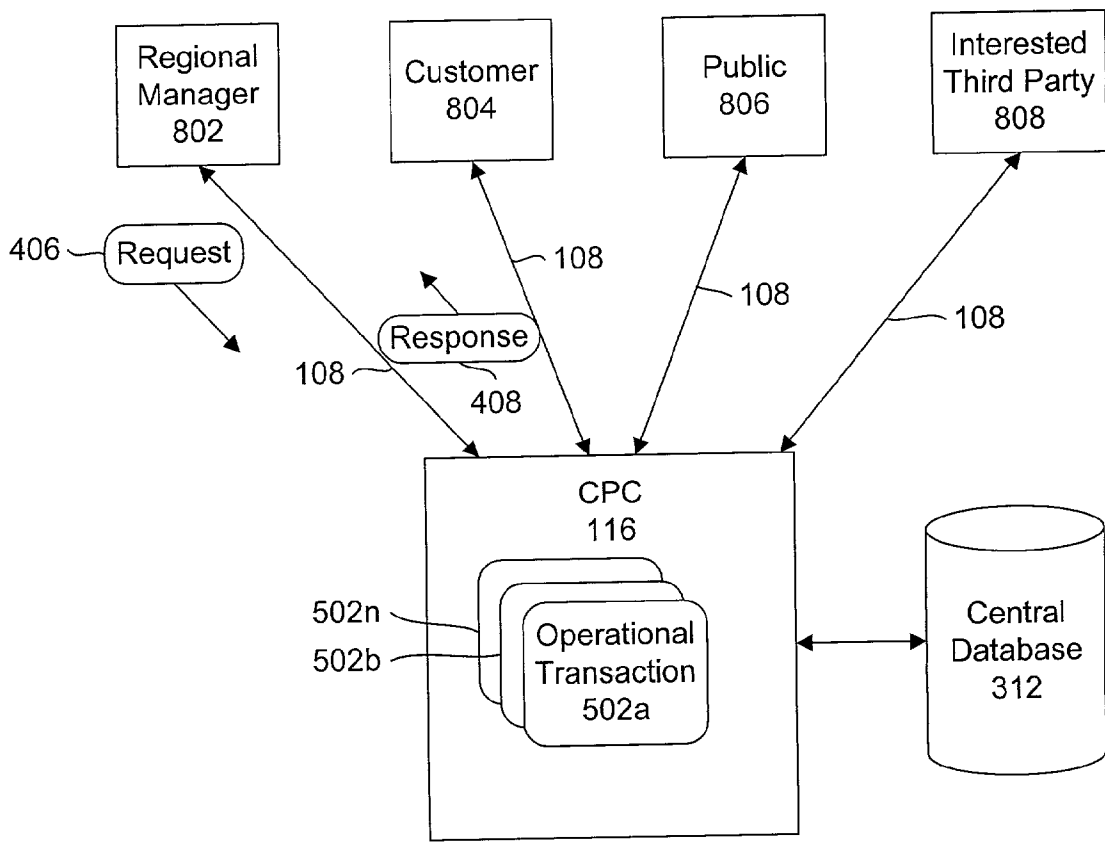 Regional
Manager
802
Customer
804
Public
806
Interested
Third Party
808
406
Request
108
Response
408
108
108
108
CPC
116
502n
502b
Operational
Transaction
502a
Central
Database
312